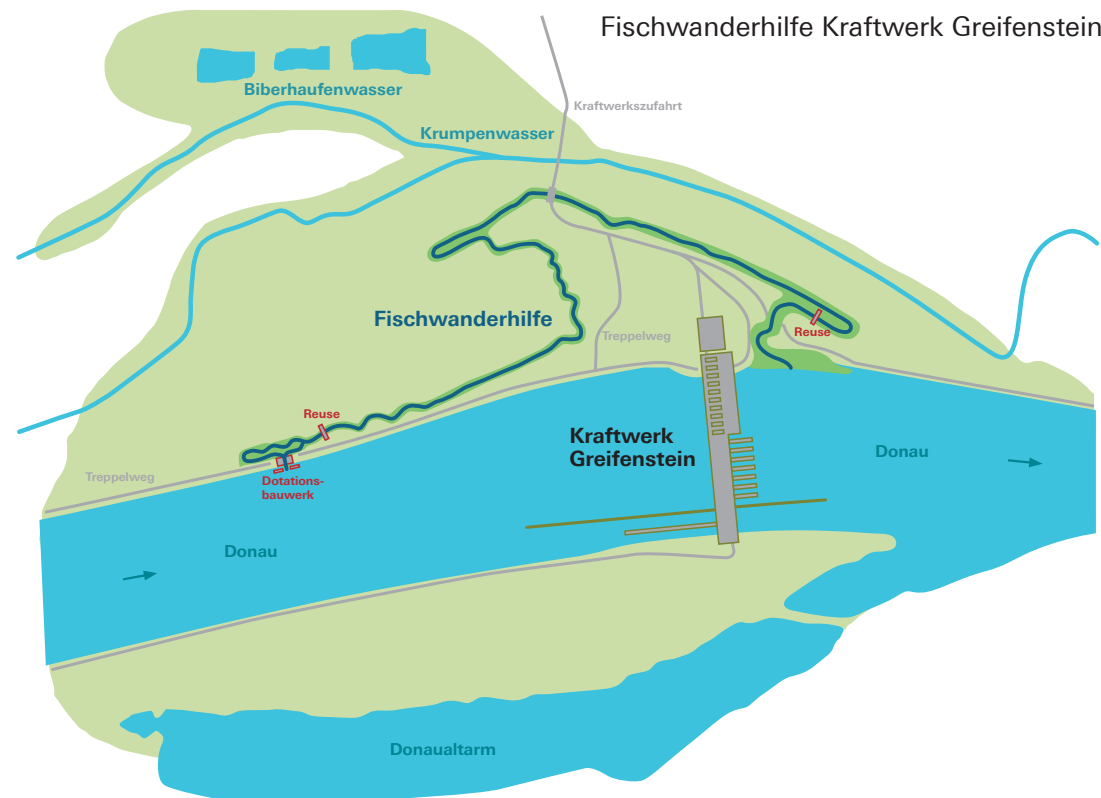 Fischwanderhilfe Kraftwerk Greifenstein
Biberhaufenwasser
Kraftwerkszufahrt
Krumpenwasser
Fischwanderhilfe
Treppelweg
Reuse
Reuse
Kraftwerk
Greifenstein
Donau
Treppelweg
Dotations-
bauwerk
Donau
Donaualtarm